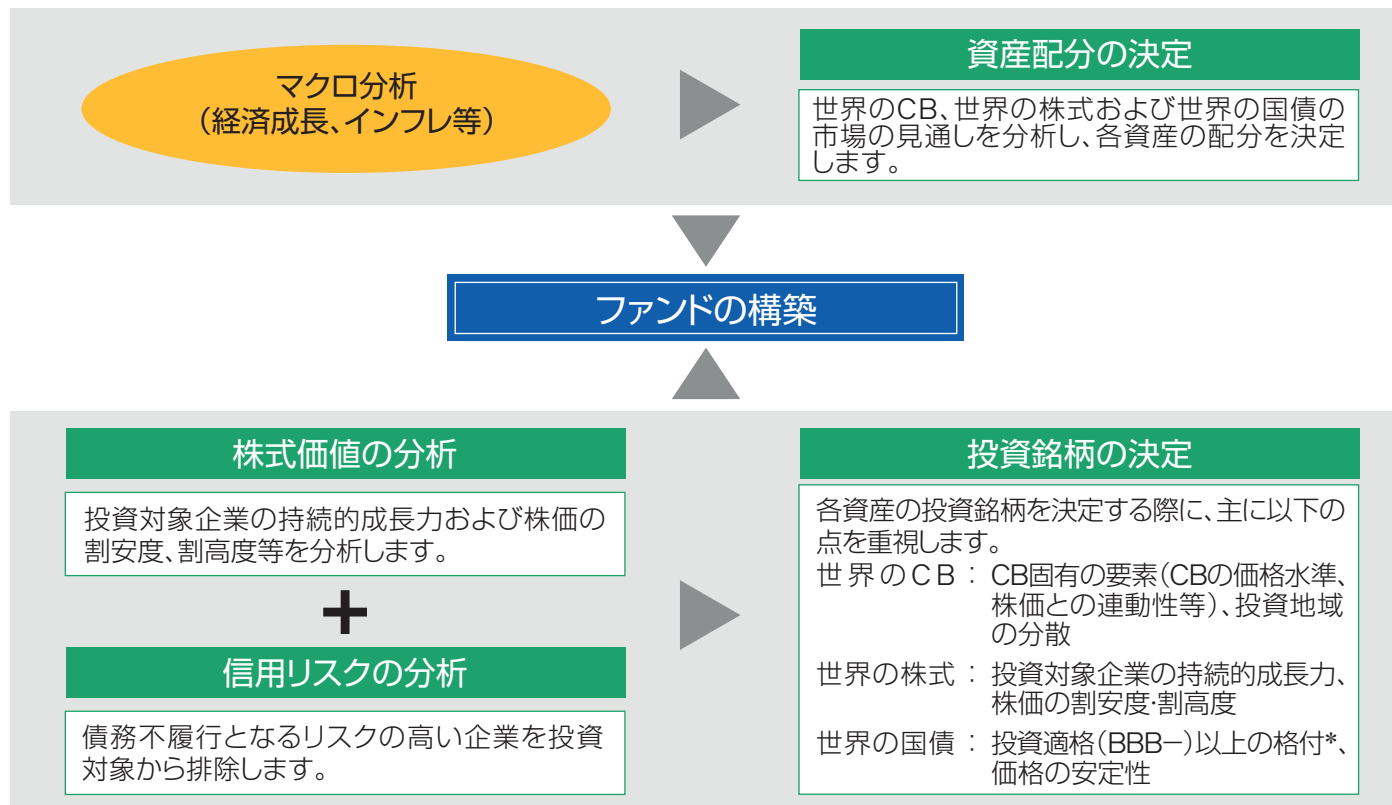 マクロ分析
（経済成長、インフレ等）
資産配分の決定
世界のCB、世界の株式および世界の国債の
市場の見通しを分析し、各資産の配分を決定
します。
ファンドの構築
株式価値の分析
投資対象企業の持続的成長力および株価の
割安度、割高度等を分析します。
+
信用リスクの分析
債務不履行となるリスクの高い企業を投資
対象から排除します。
投資銘柄の決定
各資産の投資銘柄を決定する際に、主に以下の
点を重視します。
世界のCB：CB固有の要素（CBの価格水準、
株価との連動性等）、投資地域
の分散
世界の株式：投資対象企業の持続的成長力、
株価の割安度・割高度
世界の国債：投資適格（BBB−）以上の格付*、
価格の安定性